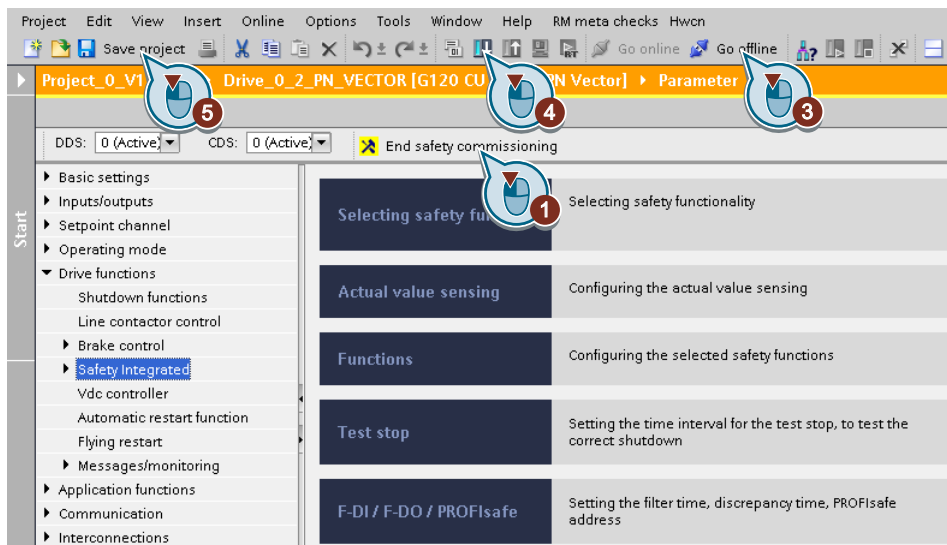 Project Edit View Insert Online Options Tools Window Help RM meta checks Hwcn
Save project Go online Go offline
Project_0_V1 Drive_0_2_PN_VECTOR [G120 CU PN Vector] Parameter
5
4
3
DDS: 0 (Active) CDS: 0 (Active) End safety commissioning
1
Start
Basic settings
Inputs/outputs
Setpoint channel
Operating mode
Drive functions
Shutdown functions
Line contactor control
Brake control
Safety Integrated
Vdc controller
Automatic restart function
Flying restart
Messages/monitoring
Application functions
Communication
Interconnections
Selecting safety Selecting safety functionality
Actual value sensing Configuring the actual value sensing
Functions Configuring the selected safety functions
Test stop Setting the time interval for the test stop, to test the
correct shutdown
F-DI / F-DO / PROFIsafe Setting the filter time, discrepancy time, PROFIsafe
address